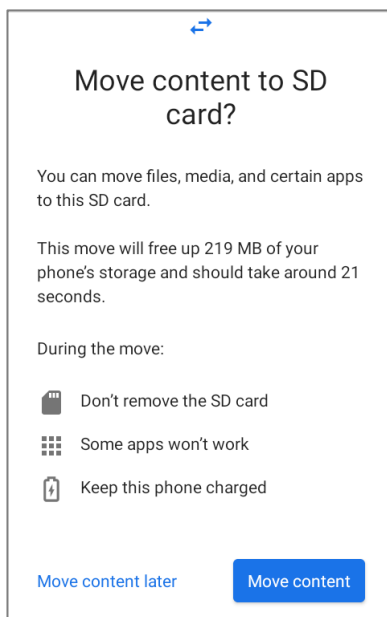 Move content to SD
card?
You can move files, media, and certain apps
to this SD card.
This move will free up 219 MB of your
phone's storage and should take around 21
seconds.
During the move:
Don't remove the SD card
Some apps won't work
Keep this phone charged
Move content later
Move content